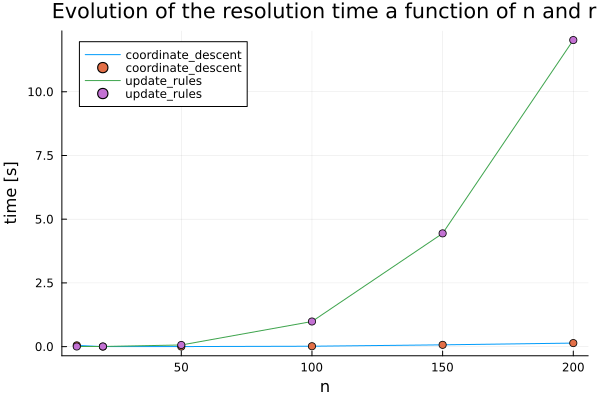 Evolution of the resolution time a function of n and r
coordinate_descent
coordinate_descent
update_rules
update_rules
time [s]
10.0
7.5
5.0
2.5
0.0
50
100
150
200
n